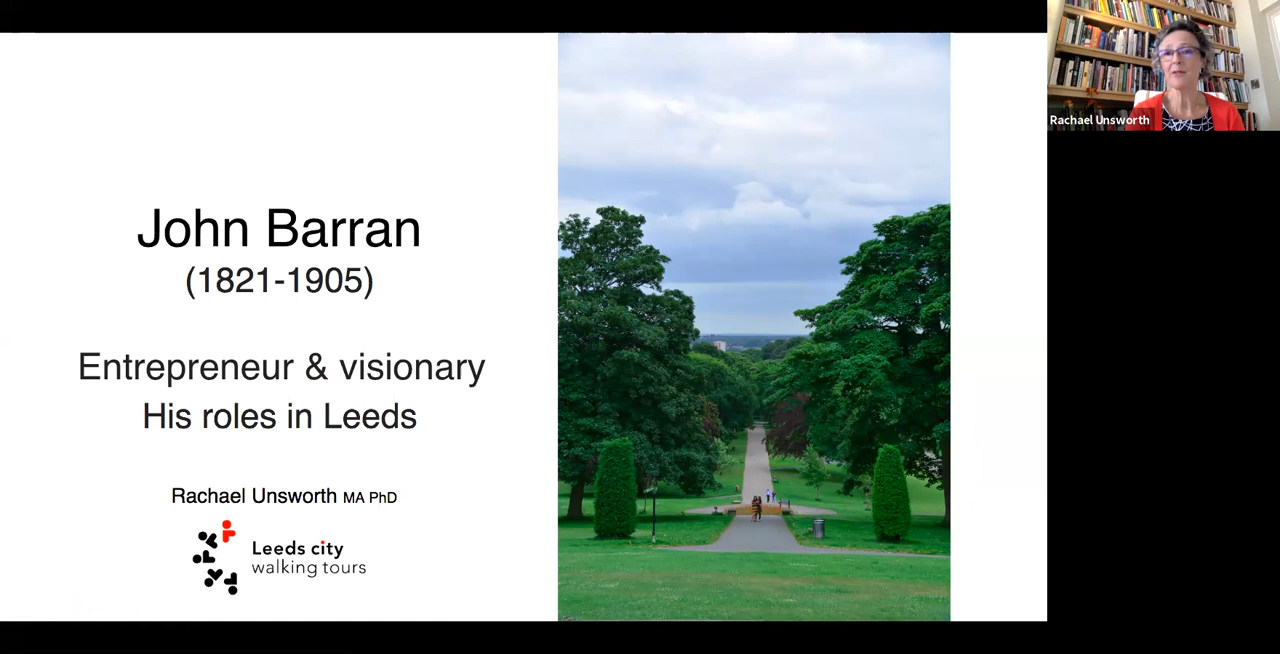 John Barran
(1821-1905)
Entrepreneur & visionary
His roles in Leeds
Rachael Unsworth MA PhD
Leeds city
walking tours
Rachael Unsworth